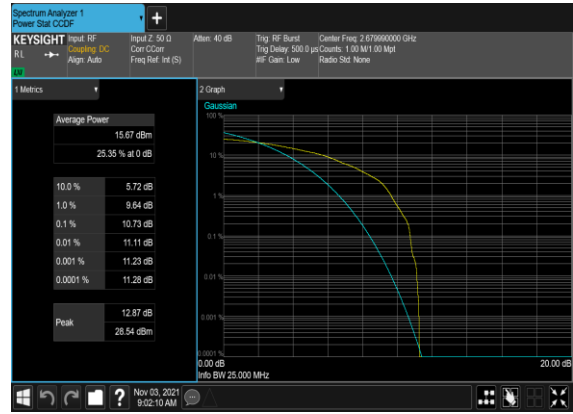 Spectrum Analyzer 1
Power Stat CCDF
KEYSIGHT
RL
Input: RF
Coupling: DC
Align: Auto
Input Z: 50 Ω
Corr CCorr
Freq Ref: Int (S)
Atten: 40 dB
Trig: RF Burst
Trig Delay: 500.0 µs
#IF Gain: Low
Center Freq: 2.679990000 GHz
Counts: 1.00 M/1.00 Mpt
Radio Std: None
1 Metrics
Average Power
15.67 dBm
25.35 % at 0 dB
10.0 % 5.72 dB
1.0 % 9.64 dB
0.1 % 10.73 dB
0.01 % 11.11 dB
0.001 % 11.23 dB
0.0001 % 11.28 dB
Peak
12.87 dB
28.54 dBm
2 Graph
Gaussian
100 %
10 %
1 %
0.1 %
0.01 %
0.001 %
0.0001 %
0.00 dB 20.00 dB
Info BW 25.000 MHz
Nov 03, 2021
9:02:10 AM